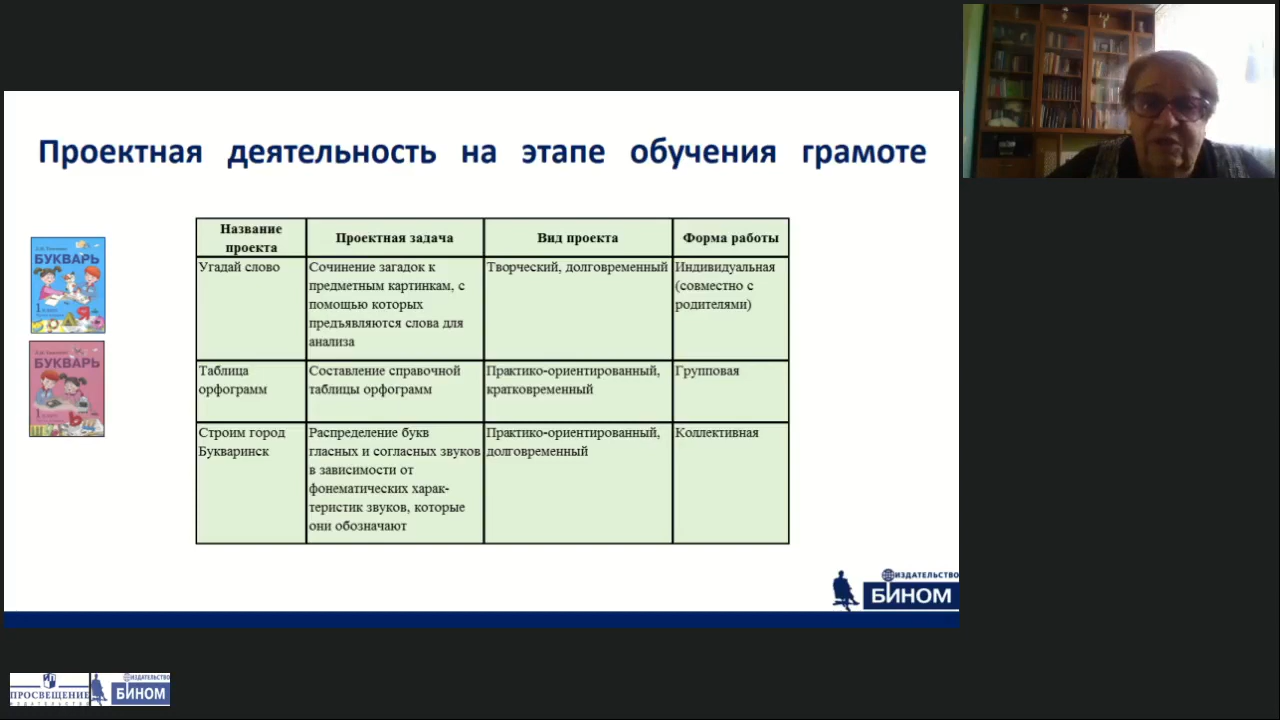 Проектная деятельность на этапе обучения грамоте
Название
проекта
Проектная задача
Вид проекта
Форма работы
Угадай слово
Сочинение загадок к
предметным картинкам, с
помощью которых
предъявляются слова для
анализа
Творческий, долговременный
Индивидуальная
(совместно с
родителями)
Таблица
орфограмм
Составление справочной
таблицы орфограмм
Практико-ориентированный,
кратковременный
Групповая
Строим город
Букваринск
Распределение букв
гласных и согласных звуков
в зависимости от
фонематических харак-
теристик звуков, которые
они обозначают
Практико-ориентированный,
долговременный
Коллективная
БУКВАРЬ
1
БУКВАРЬ
1
ИЗДАТЕЛЬСТВО
БИНОМ
ПРОСВЕЩЕНИЕ
ИЗДАТЕЛЬСТВО
ИЗДАТЕЛЬСТВО
БИНОМ